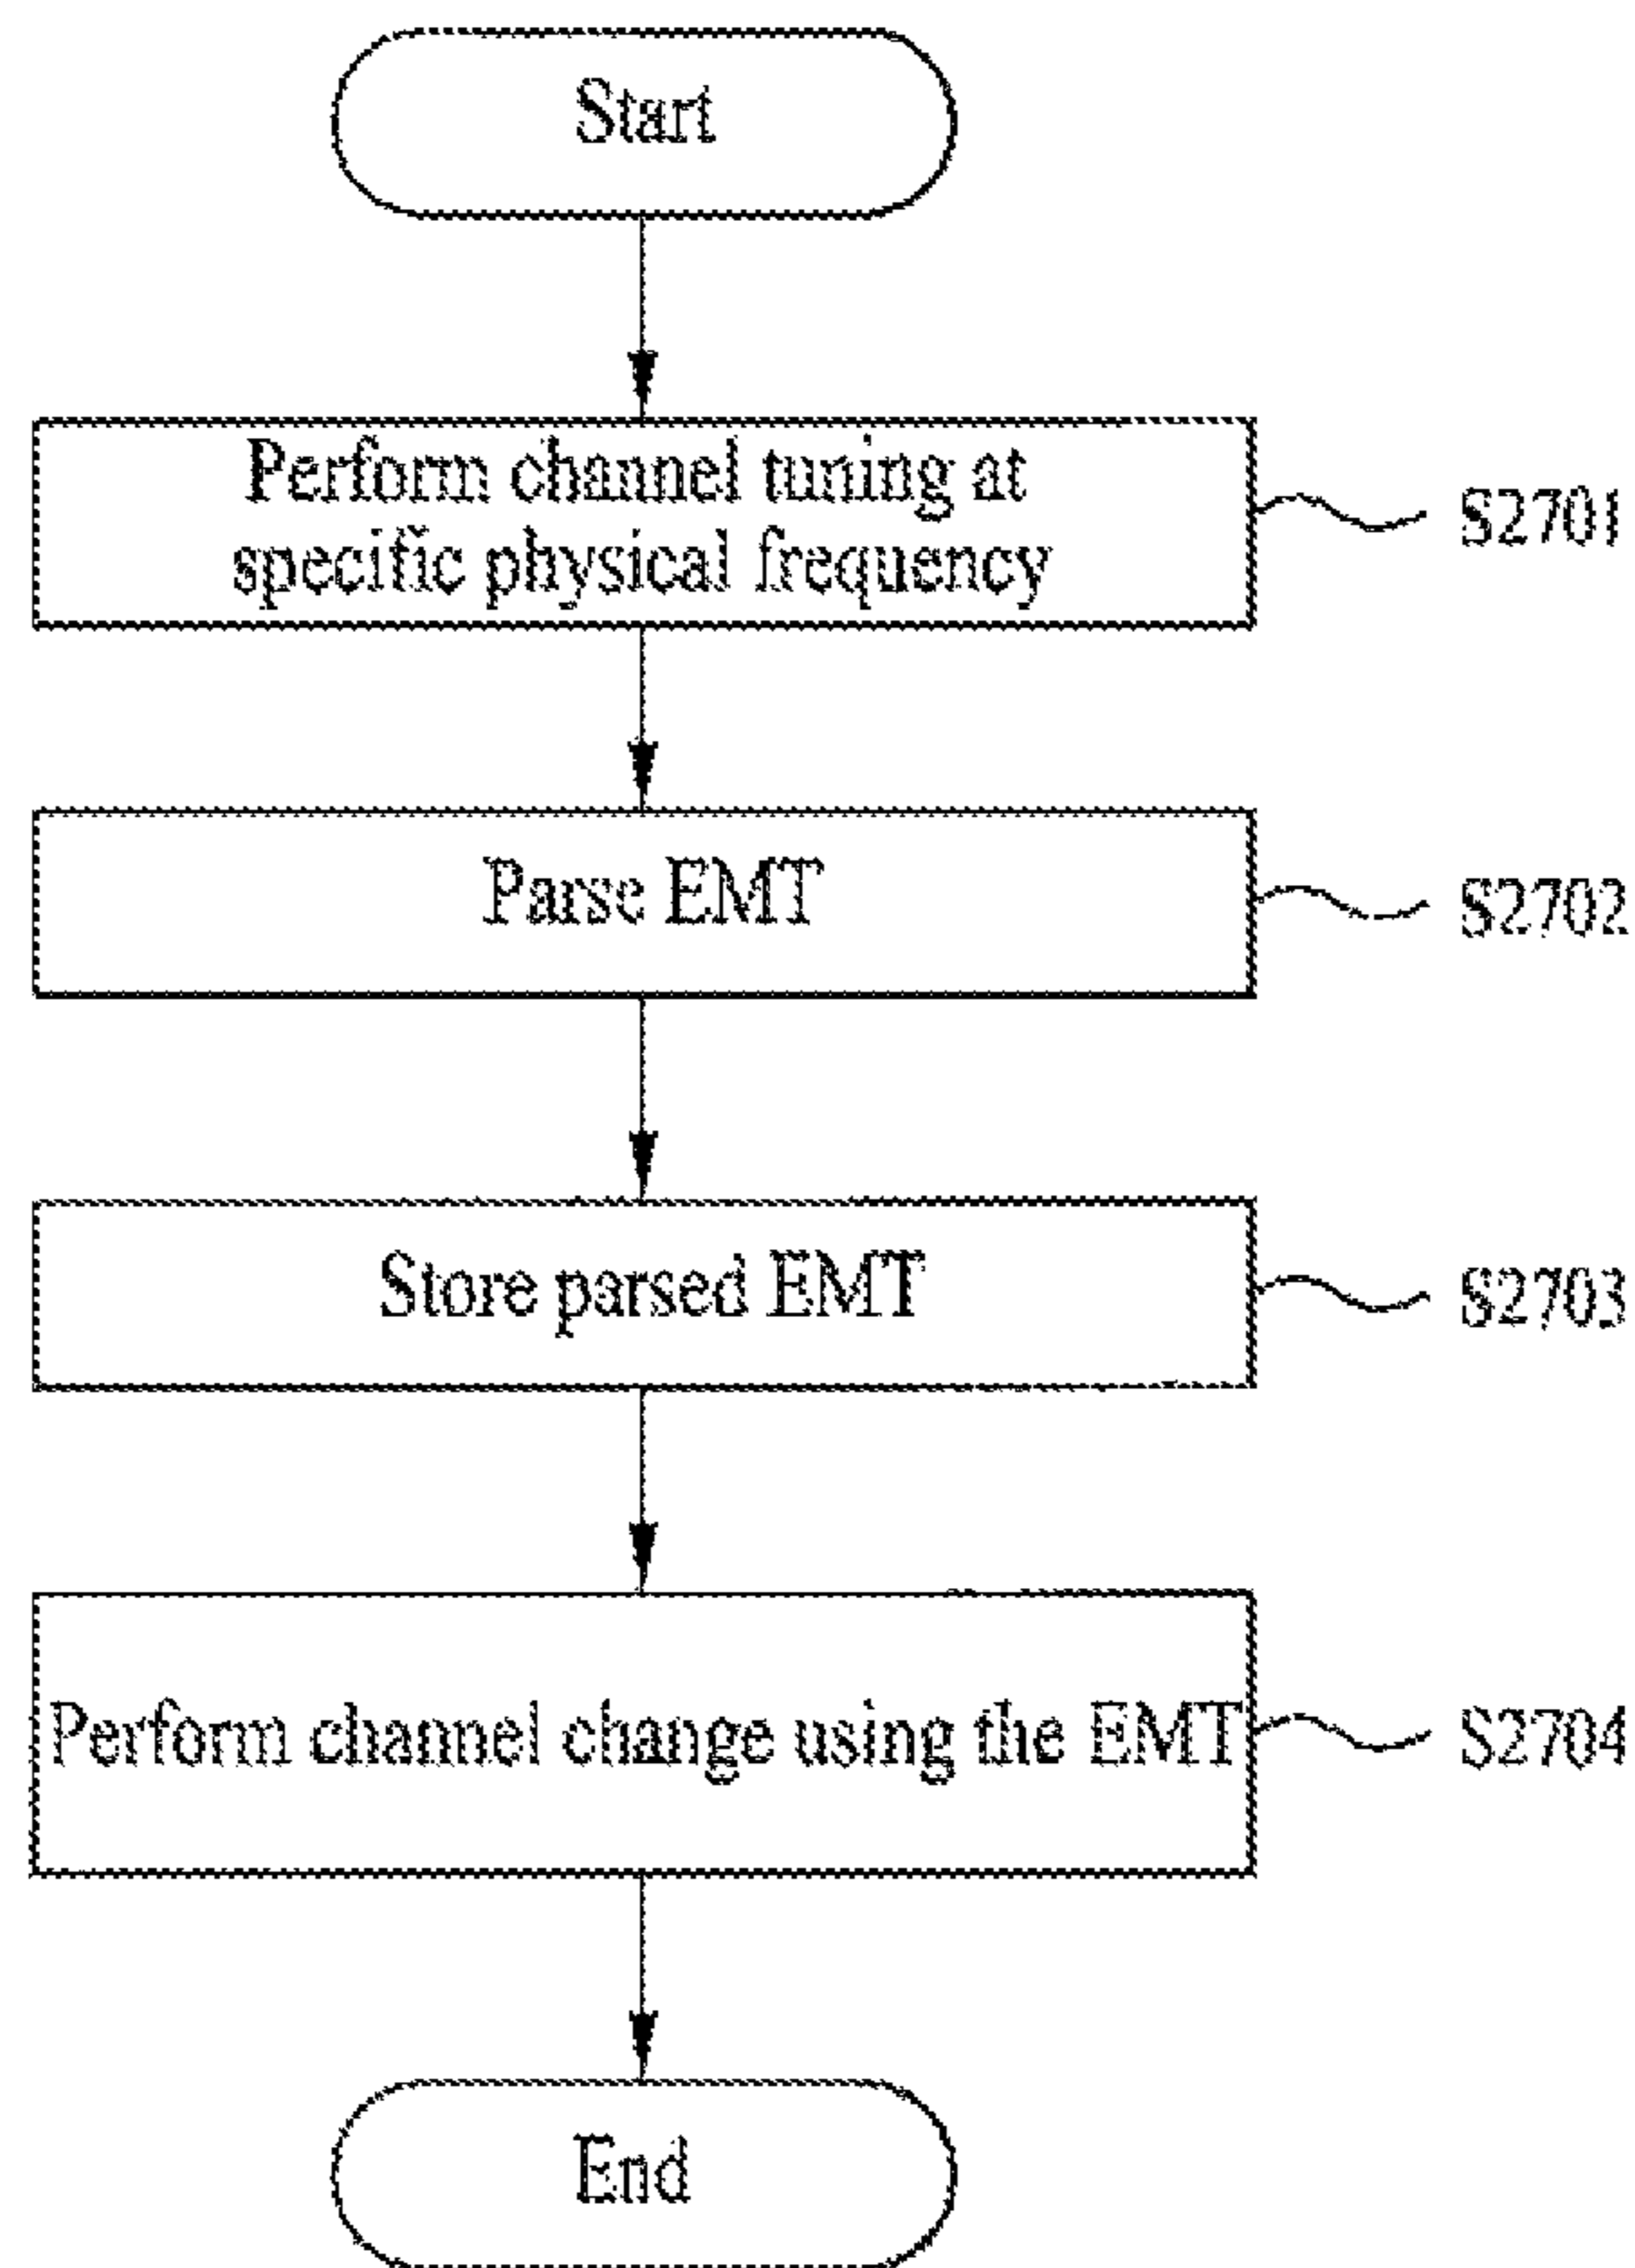 Start
Perform channel tuning at
specific physical frequency
S2701
Parse EMT
S2702
Store parsed EMT
S2703
Perform channel change using the EMT
S2704
End